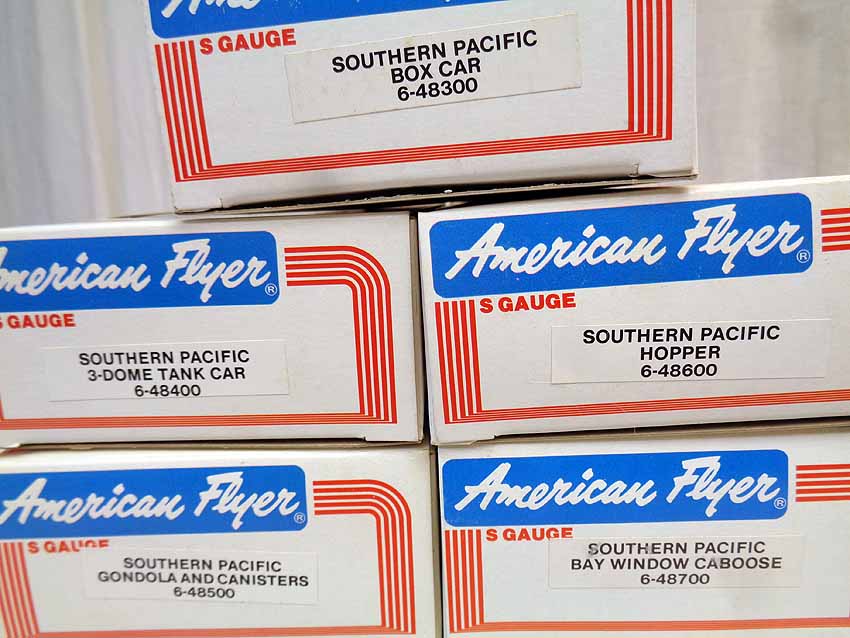 American Flyer
S GAUGE
SOUTHERN PACIFIC
BOX CAR
6-48300
American Flyer®
S GAUGE
SOUTHERN PACIFIC
3-DOME TANK CAR
6-48400
American Flyer®
S GAUGE
SOUTHERN PACIFIC
HOPPER
6-48600
American Flyer®
S GAUGE
SOUTHERN PACIFIC
GONDOLA AND CANISTERS
6-48500
American Flyer®
S GAUGE
SOUTHERN PACIFIC
BAY WINDOW CABOOSE
6-48700